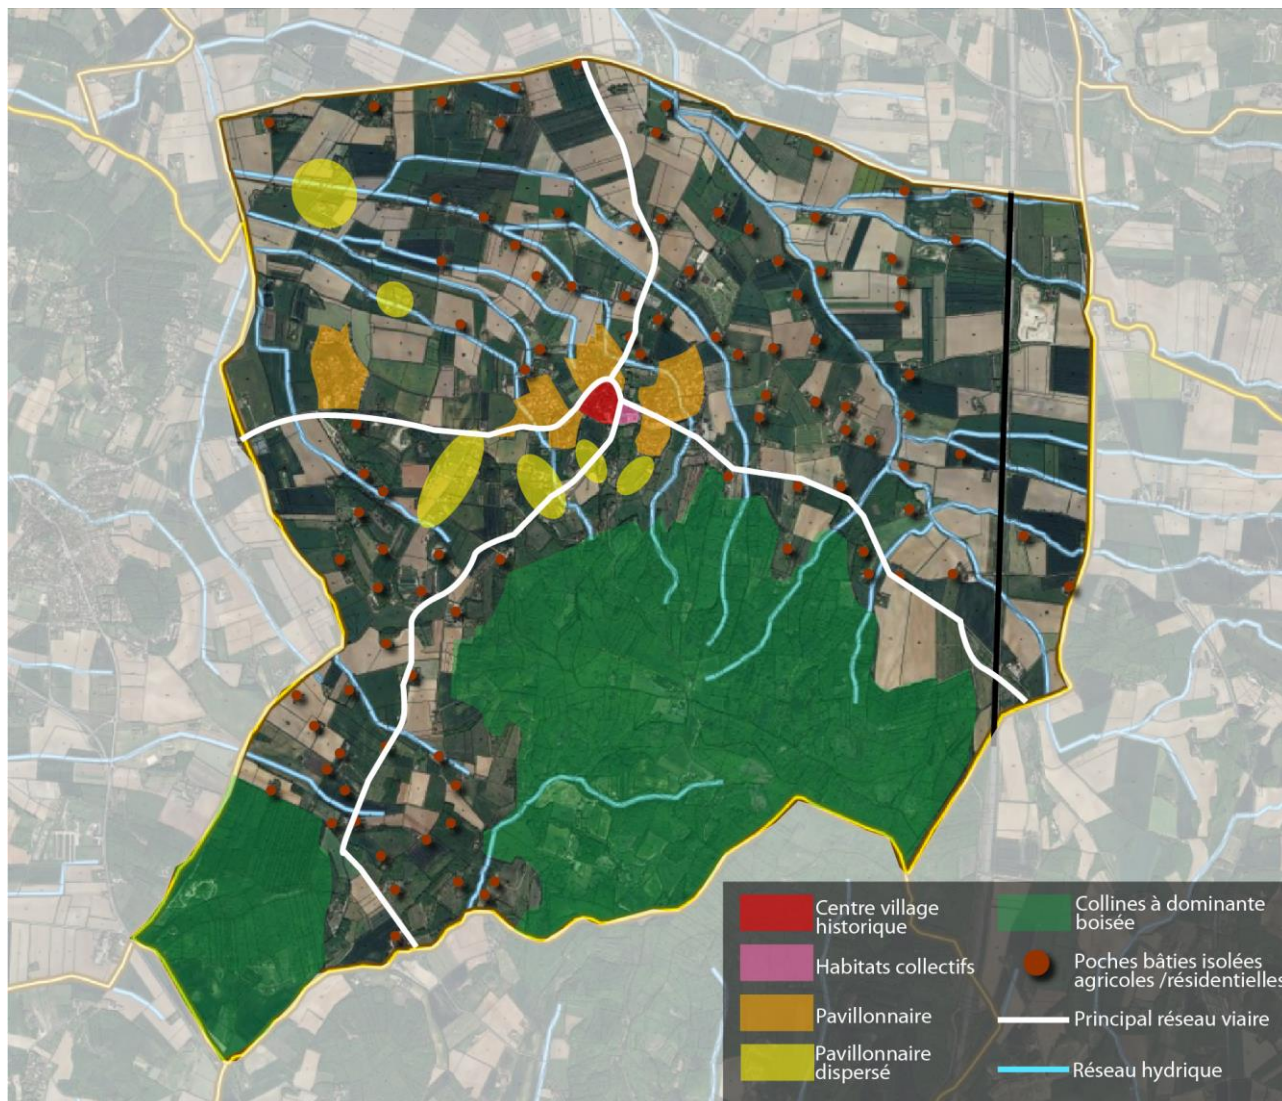 Centre village
historique
Habitats collectifs
Pavillonnaire
Pavillonnaire
dispersé
Collines à dominante
boisée
Poches bâties isolées
agricoles /résidentielles
Principal réseau viaire
Réseau hydrique